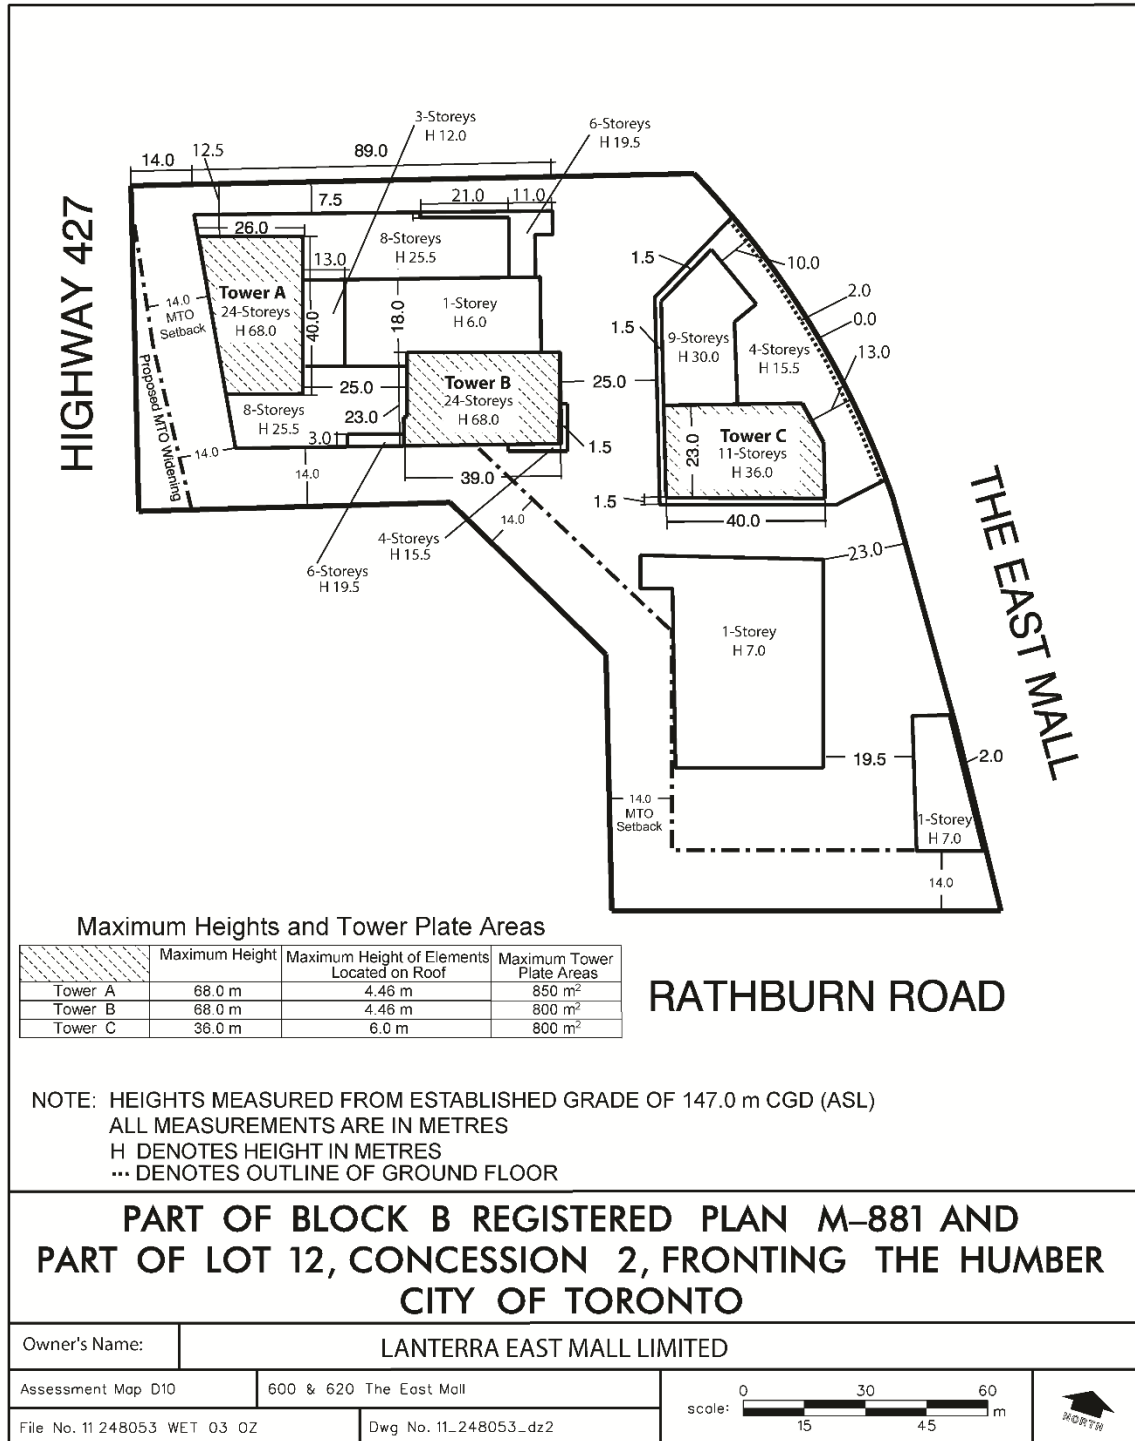 3-Storeys
H 12.0
6-Storeys
H 19.5
14.0
12.5
89.0
7.5
21.0
11.0
HIGHWAY 427
26.0
8-Storeys
H 25.5
13.0
1.5
10.0
14.0
MTO
Setback
Tower A
24-Storeys
H 68.0
40.0
18.0
1-Storey
H 6.0
2.0
0.0
1.5
9-Storeys
H 30.0
4-Storeys
H 15.5
13.0
Proposed MTO Widening
25.0
Tower B
24-Storeys
H 68.0
25.0
8-Storeys
H 25.5
23.0
3.0
1.5
23.0
Tower C
11-Storeys
H 36.0
14.0
14.0
39.0
1.5
40.0
14.0
4-Storeys
H 15.5
6-Storeys
H 19.5
23.0
THE EAST MALL
1-Storey
H 7.0
19.5
2.0
14.0
MTO
Setback
1-Storey
H 7.0
14.0
Maximum Heights and Tower Plate Areas
Maximum Height Maximum Height of Elements Located on Roof Maximum Tower Plate Areas
Tower A 68.0 m 4.46 m 850 m²
Tower B 68.0 m 4.46 m 800 m²
Tower C 36.0 m 6.0 m 800 m²
RATHBURN ROAD
NOTE: HEIGHTS MEASURED FROM ESTABLISHED GRADE OF 147.0 m CGD (ASL)
ALL MEASUREMENTS ARE IN METRES
H DENOTES HEIGHT IN METRES
··· DENOTES OUTLINE OF GROUND FLOOR
PART OF BLOCK B REGISTERED PLAN M–881 AND
PART OF LOT 12, CONCESSION 2, FRONTING THE HUMBER
CITY OF TORONTO
Owner's Name: LANTERRA EAST MALL LIMITED
Assessment Map D10 600 & 620 The East Mall
File No. 11 248053 WET 03 OZ Dwg No. 11_248053_dz2
scale: 0 15 30 45 60 m
NORTH